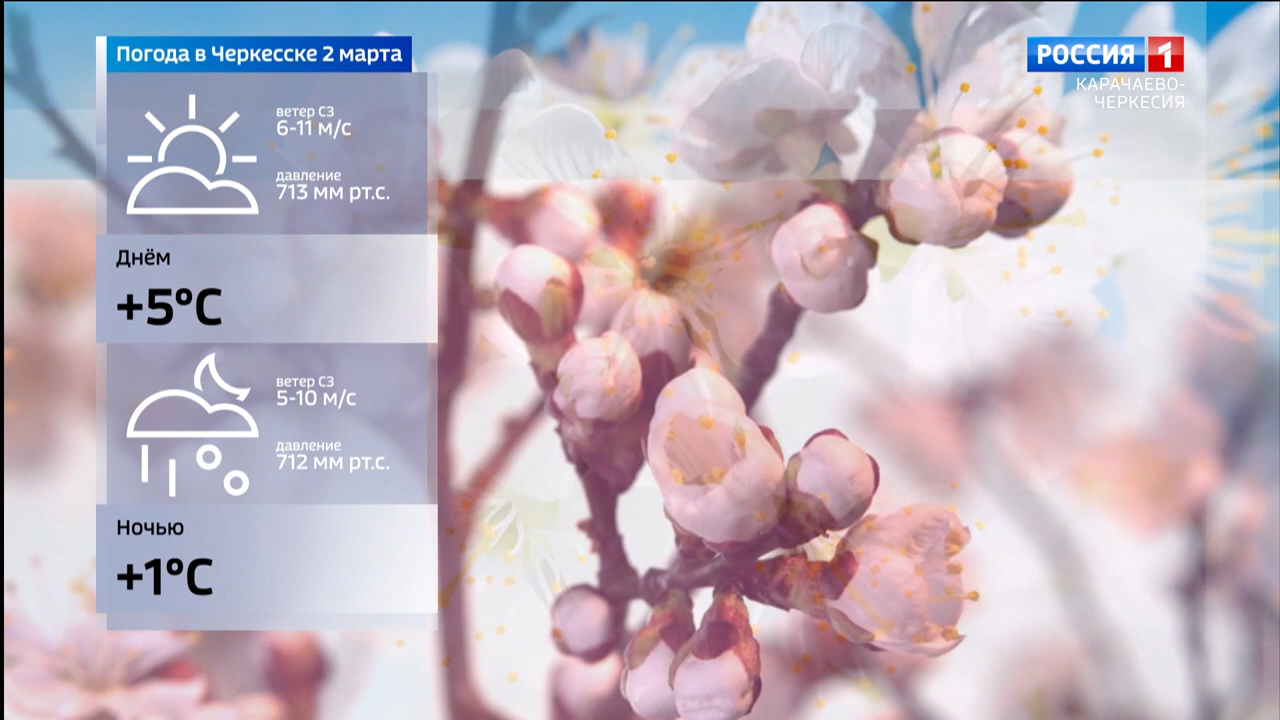 Погода в Черкесске 2 марта
РОССИЯ 1
КАРАЧАЕВО-
ЧЕРКЕСИЯ
ветер СЗ
6-11 м/с
давление
713 мм рт.с.
Днём
+5°C
ветер СЗ
5-10 м/с
давление
712 мм рт.с.
Ночью
+1°C